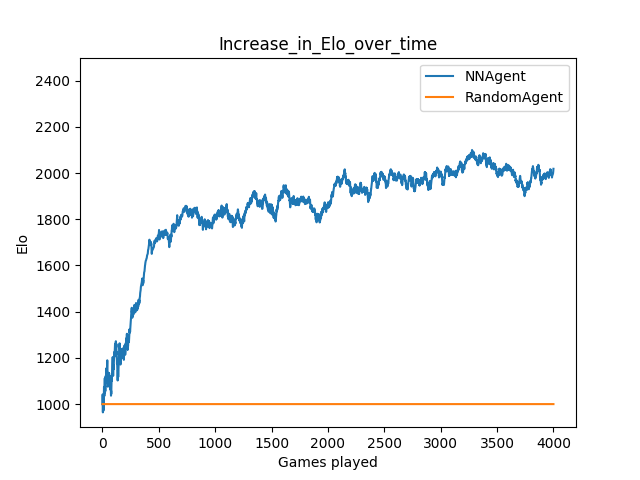 Increase_in_Elo_over_time
NNAgent
RandomAgent
Elo
2400
2200
2000
1800
1600
1400
1200
1000
0 500 1000 1500 2000 2500 3000 3500 4000
Games played